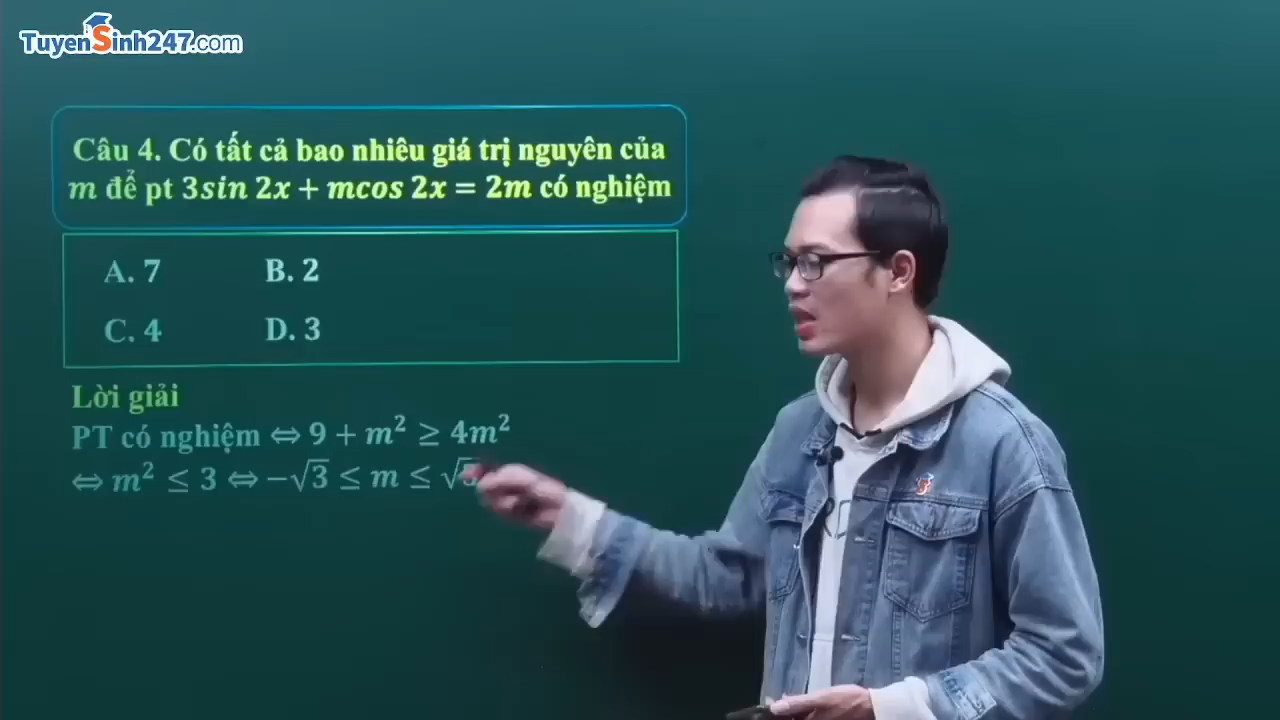 TuyenSinh247.com
Câu 4. Có tất cả bao nhiêu giá trị nguyên của
m để pt 3sin 2x + mcos 2x = 2m có nghiệm
A. 7 B. 2
C. 4 D. 3
Lời giải
PT có nghiệm ⇔ 9 + m² ≥ 4m²
⇔ m² ≤ 3 ⇔ −√3 ≤ m ≤ √